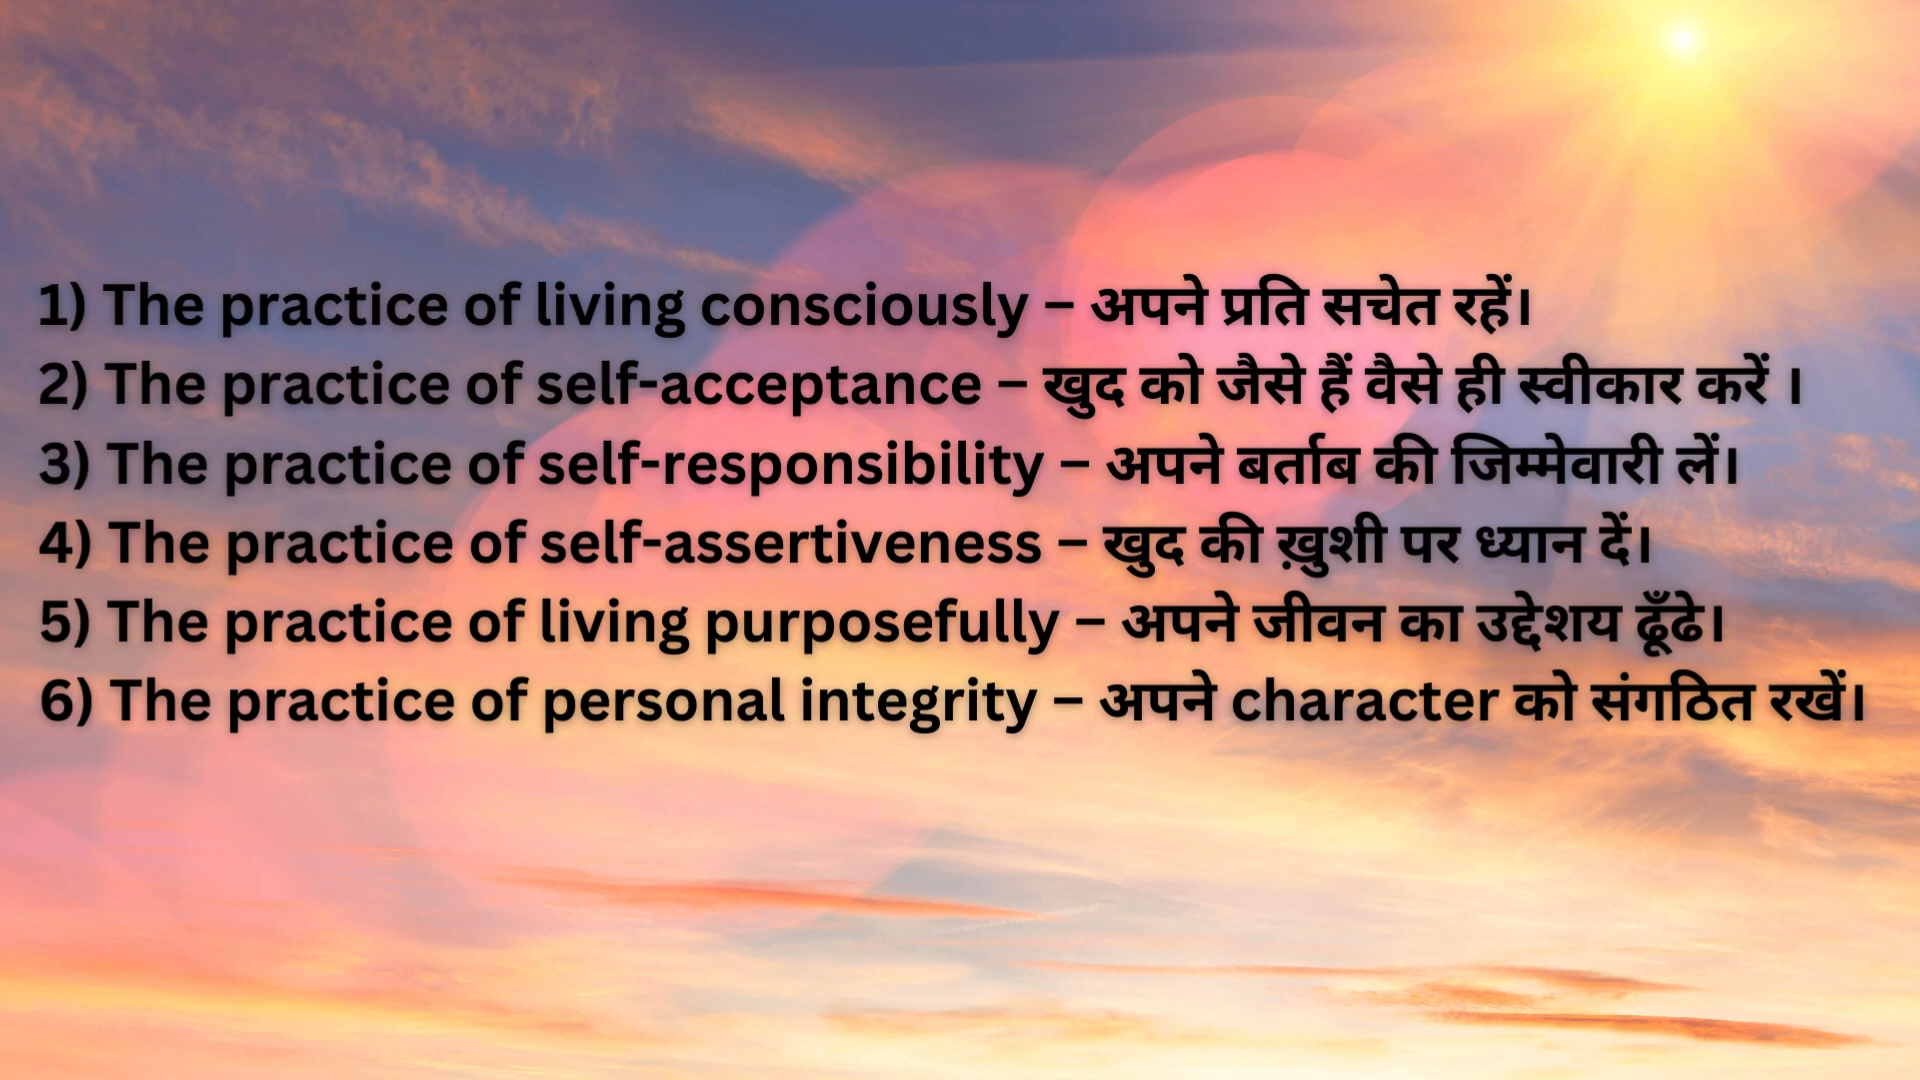 1) The practice of living consciously – अपने प्रति सचेत रहें।
2) The practice of self-acceptance – खुद को जैसे हैं वैसे ही स्वीकार करें ।
3) The practice of self-responsibility – अपने बर्ताब की जिम्मेवारी लें।
4) The practice of self-assertiveness – खुद की ख़ुशी पर ध्यान दें।
5) The practice of living purposefully – अपने जीवन का उद्देशय ढूँढे।
6) The practice of personal integrity – अपने character को संगठित रखें।